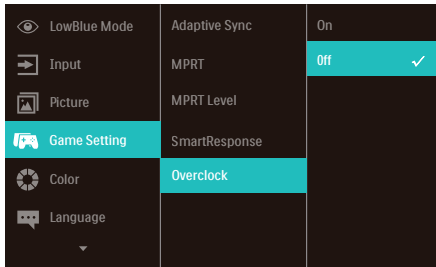 LowBlue Mode
Input
Picture
Game Setting
Color
Language
Adaptive Sync
MPRT
MPRT Level
SmartResponse
Overclock
On
Off